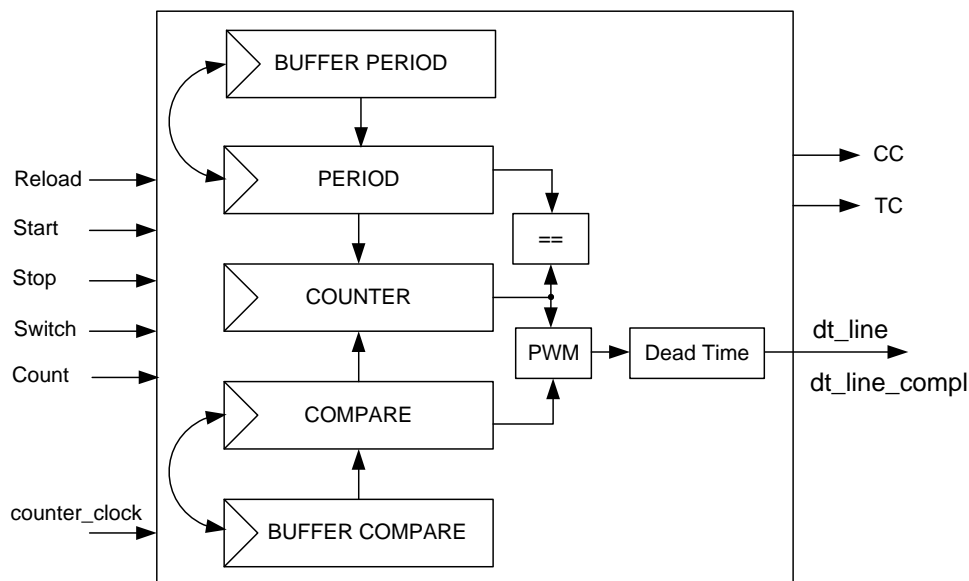 BUFFER PERIOD
PERIOD
==
COUNTER
PWM
Dead Time
COMPARE
BUFFER COMPARE
Reload
Start
Stop
Switch
Count
counter_clock
CC
TC
dt_line
dt_line_compl